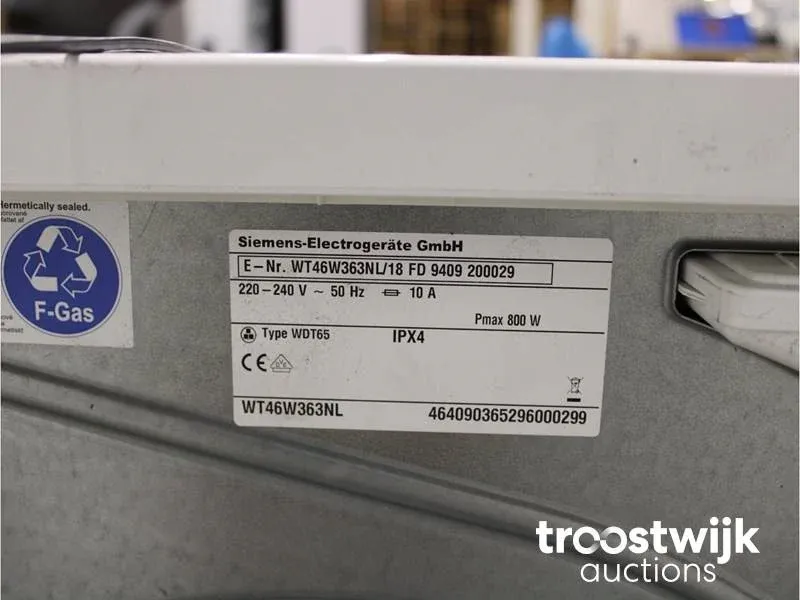 Hermetically sealed.
F-Gas
Siemens-Electrogeräte GmbH
E-Nr. WT46W363NL/18 FD 9409 200029
220-240 V ~ 50 Hz 10 A
Pmax 800 W
Type WDT65 IPX4
CE VDE
WT46W363NL 464090365296000299
troostwijk
auctions